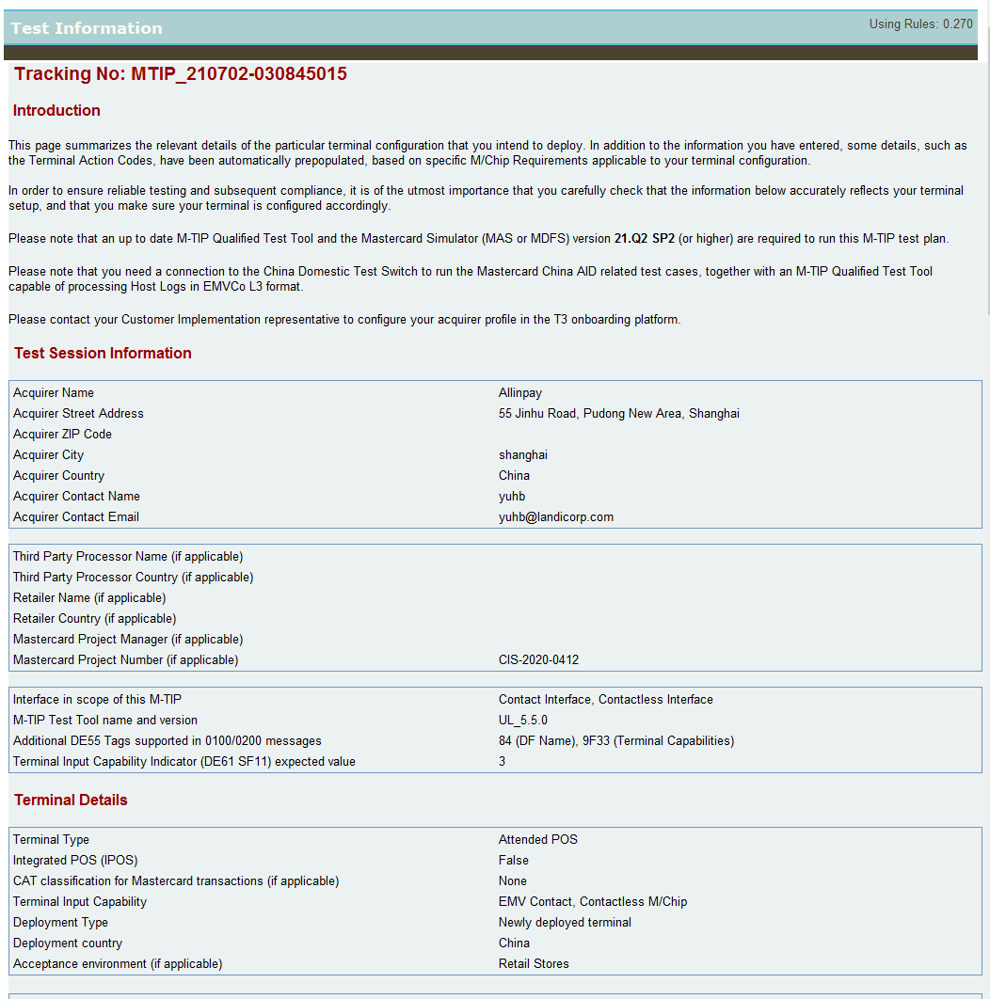 Test Information
Using Rules: 0.270
Tracking No: MTIP_210702-030845015
Introduction
This page summarizes the relevant details of the particular terminal configuration that you intend to deploy. In addition to the information you have entered, some details, such as
the Terminal Action Codes, have been automatically prepopulated, based on specific M/Chip Requirements applicable to your terminal configuration.
In order to ensure reliable testing and subsequent compliance, it is of the utmost importance that you carefully check that the information below accurately reflects your terminal
setup, and that you make sure your terminal is configured accordingly.
Please note that an up to date M-TIP Qualified Test Tool and the Mastercard Simulator (MAS or MDFS) version 21.Q2 SP2 (or higher) are required to run this M-TIP test plan.
Please note that you need a connection to the China Domestic Test Switch to run the Mastercard China AID related test cases, together with an M-TIP Qualified Test Tool
capable of processing Host Logs in EMVCo L3 format.
Please contact your Customer Implementation representative to configure your acquirer profile in the T3 onboarding platform.
Test Session Information
Acquirer Name Allinpay
Acquirer Street Address 55 Jinhu Road, Pudong New Area, Shanghai
Acquirer ZIP Code
Acquirer City shanghai
Acquirer Country China
Acquirer Contact Name yuhb
Acquirer Contact Email yuhb@landicorp.com
Third Party Processor Name (if applicable)
Third Party Processor Country (if applicable)
Retailer Name (if applicable)
Retailer Country (if applicable)
Mastercard Project Manager (if applicable)
Mastercard Project Number (if applicable) CIS-2020-0412
Interface in scope of this M-TIP Contact Interface, Contactless Interface
M-TIP Test Tool name and version UL_5.5.0
Additional DE55 Tags supported in 0100/0200 messages 84 (DF Name), 9F33 (Terminal Capabilities)
Terminal Input Capability Indicator (DE61 SF11) expected value 3
Terminal Details
Terminal Type Attended POS
Integrated POS (IPOS) False
CAT classification for Mastercard transactions (if applicable) None
Terminal Input Capability EMV Contact, Contactless M/Chip
Deployment Type Newly deployed terminal
Deployment country China
Acceptance environment (if applicable) Retail Stores